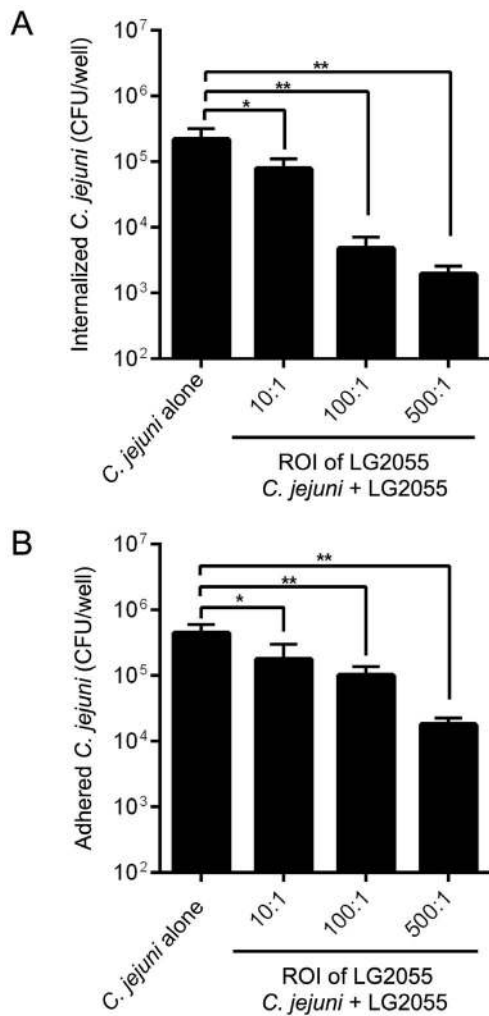 A
Internalized C. jejuni (CFU/well)
10⁷
10⁶
10⁵
10⁴
10³
10²
**
**
*
C. jejuni alone
10:1
100:1
500:1
ROI of LG2055
C. jejuni + LG2055
B
Adhered C. jejuni (CFU/well)
10⁷
10⁶
10⁵
10⁴
10³
10²
**
**
*
C. jejuni alone
10:1
100:1
500:1
ROI of LG2055
C. jejuni + LG2055